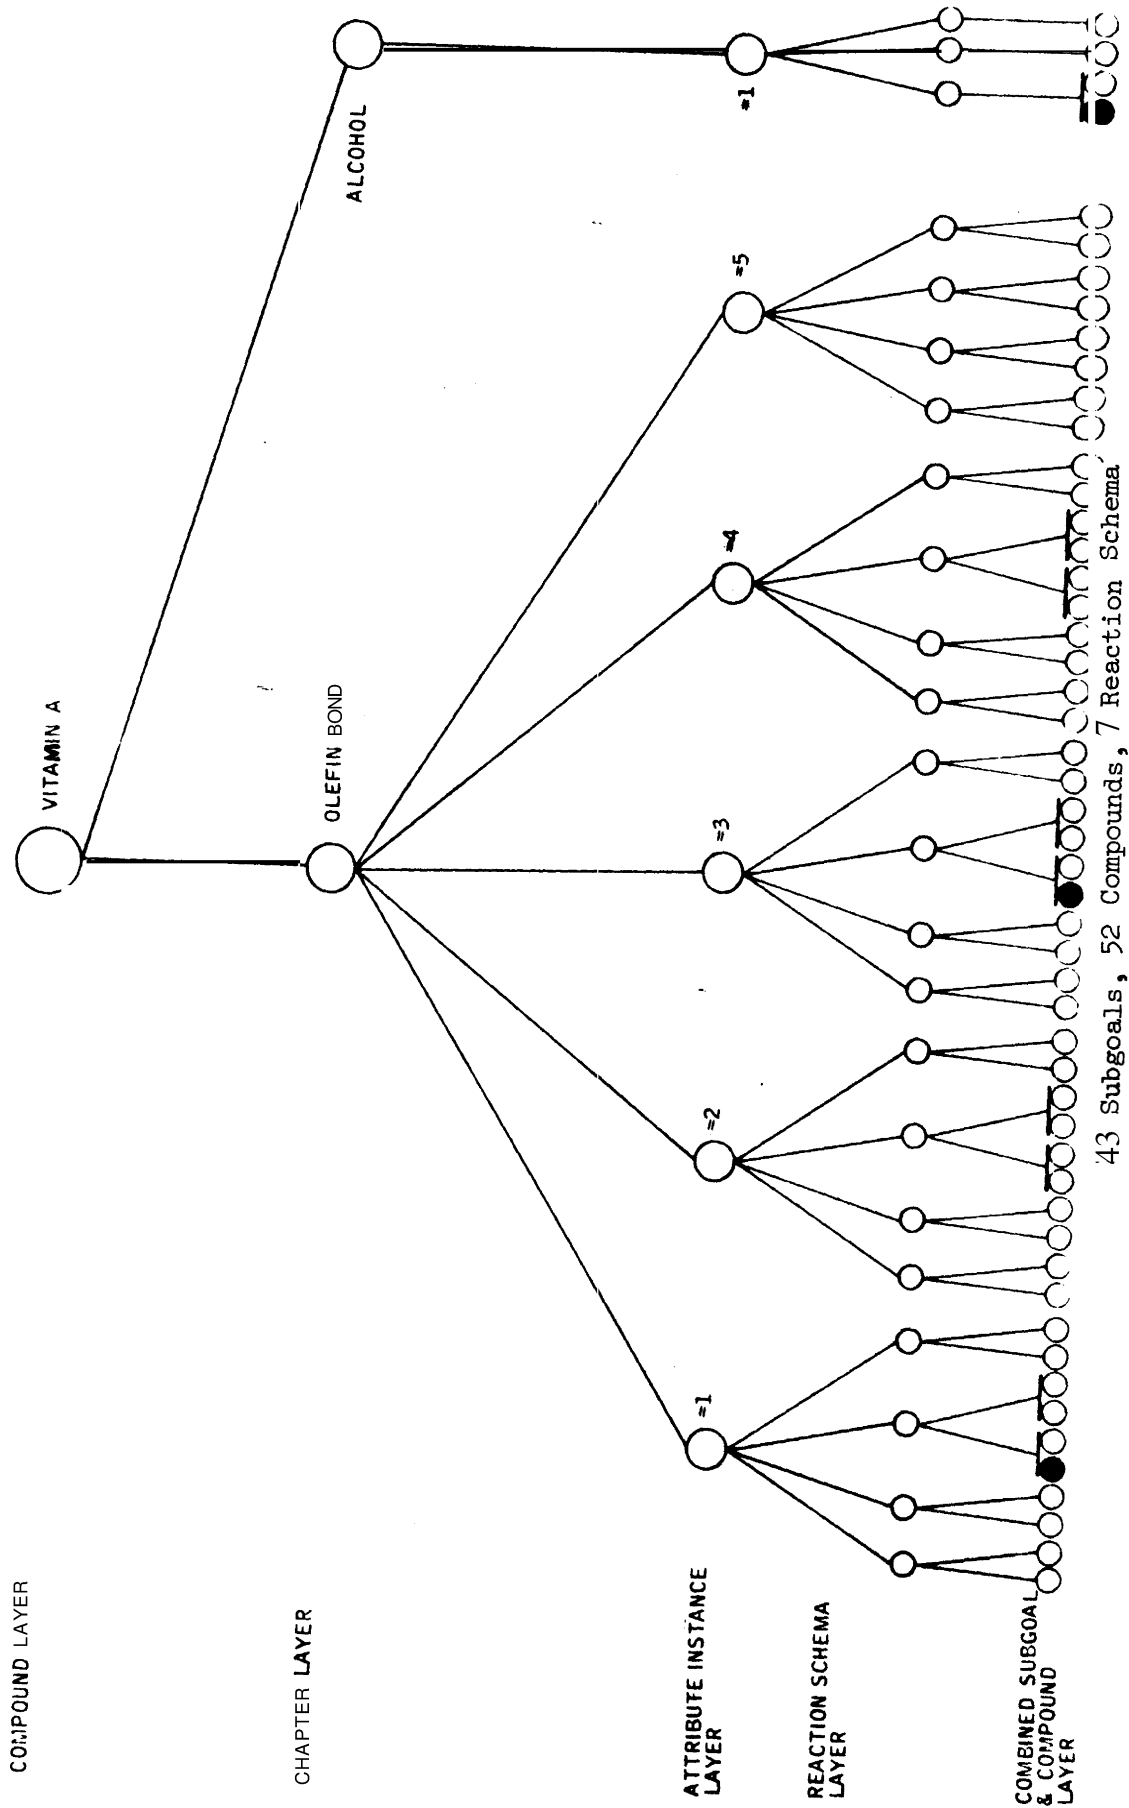 COMPOUND LAYER
VITAMIN A
CHAPTER LAYER
OLEFIN BOND
ALCOHOL
ATTRIBUTE INSTANCE
LAYER
=1
=2
=3
=4
=5
=1
REACTION SCHEMA
LAYER
COMBINED SUBGOAL
& COMPOUND
LAYER
43 Subgoals, 52 Compounds, 7 Reaction Schema